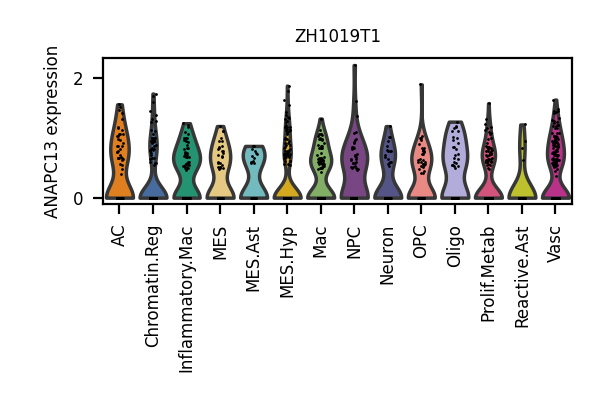 ZH1019T1
ANAPC13 expression
2
0
AC
Chromatin.Reg
Inflammatory.Mac
MES
MES.Ast
MES.Hyp
Mac
NPC
Neuron
OPC
Oligo
Prolif.Metab
Reactive.Ast
Vasc